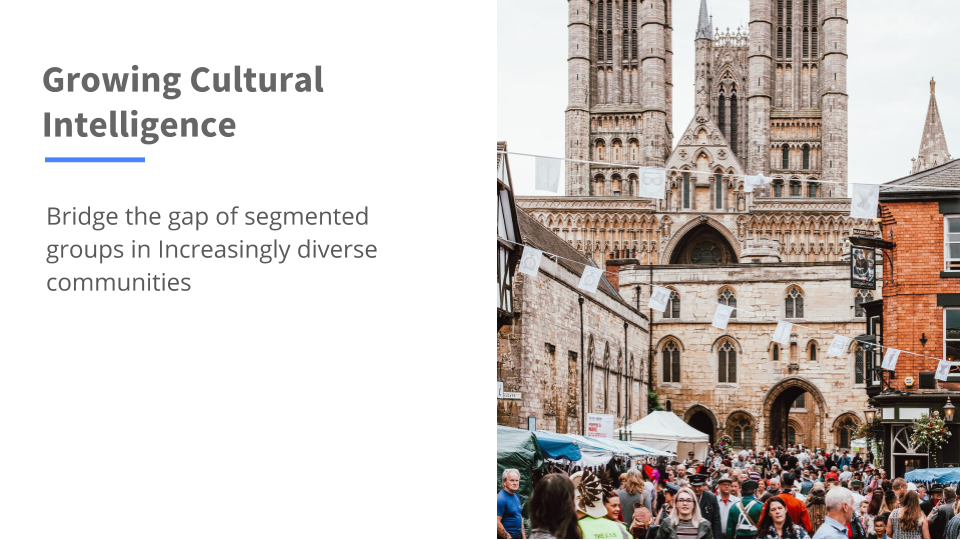 Growing Cultural
Intelligence
Bridge the gap of segmented
groups in Increasingly diverse
communities